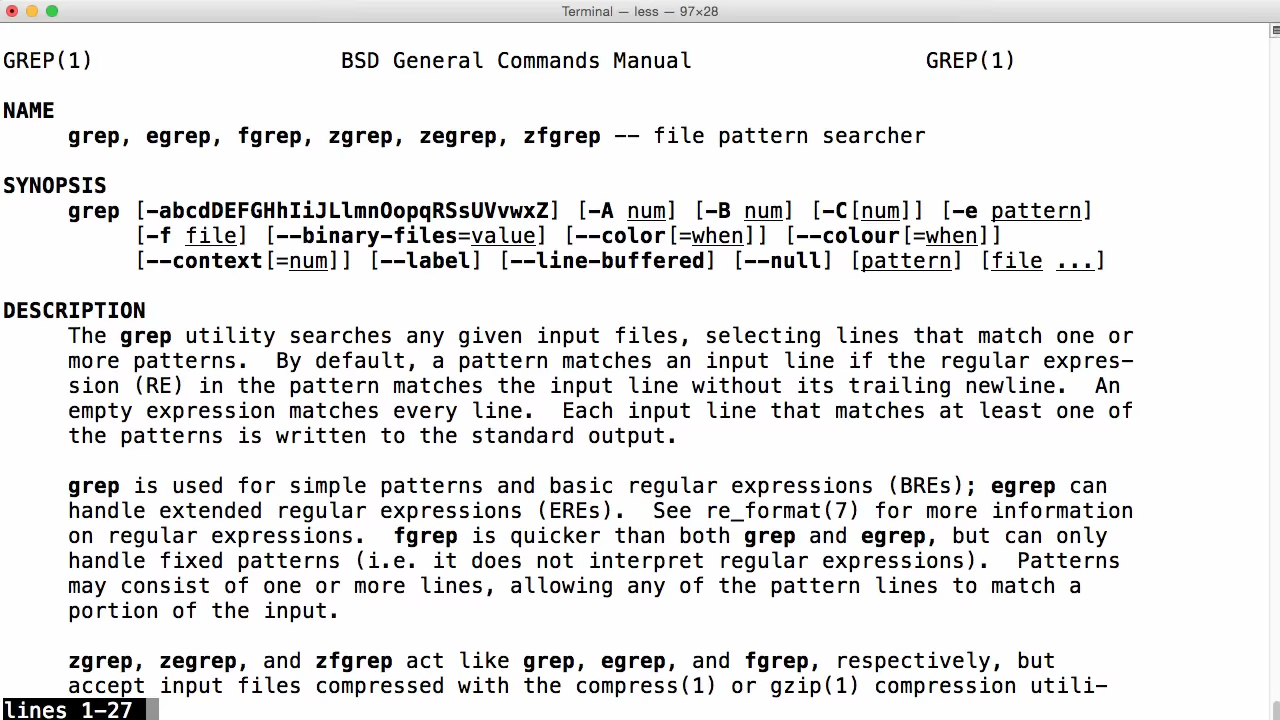 Terminal — less — 97×28
GREP(1) BSD General Commands Manual GREP(1)
NAME
grep, egrep, fgrep, zgrep, zegrep, zfgrep -- file pattern searcher
SYNOPSIS
grep [-abcdDEFGHhIiJLlmnOopqRSsUVvwxZ] [-A num] [-B num] [-C[num]] [-e pattern]
[-f file] [--binary-files=value] [--color[=when]] [--colour[=when]]
[--context[=num]] [--label] [--line-buffered] [--null] [pattern] [file ...]
DESCRIPTION
The grep utility searches any given input files, selecting lines that match one or
more patterns.  By default, a pattern matches an input line if the regular expres-
sion (RE) in the pattern matches the input line without its trailing newline.  An
empty expression matches every line.  Each input line that matches at least one of
the patterns is written to the standard output.
grep is used for simple patterns and basic regular expressions (BREs); egrep can
handle extended regular expressions (EREs).  See re_format(7) for more information
on regular expressions.  fgrep is quicker than both grep and egrep, but can only
handle fixed patterns (i.e. it does not interpret regular expressions).  Patterns
may consist of one or more lines, allowing any of the pattern lines to match a
portion of the input.
zgrep, zegrep, and zfgrep act like grep, egrep, and fgrep, respectively, but
accept input files compressed with the compress(1) or gzip(1) compression utili-
lines 1-27